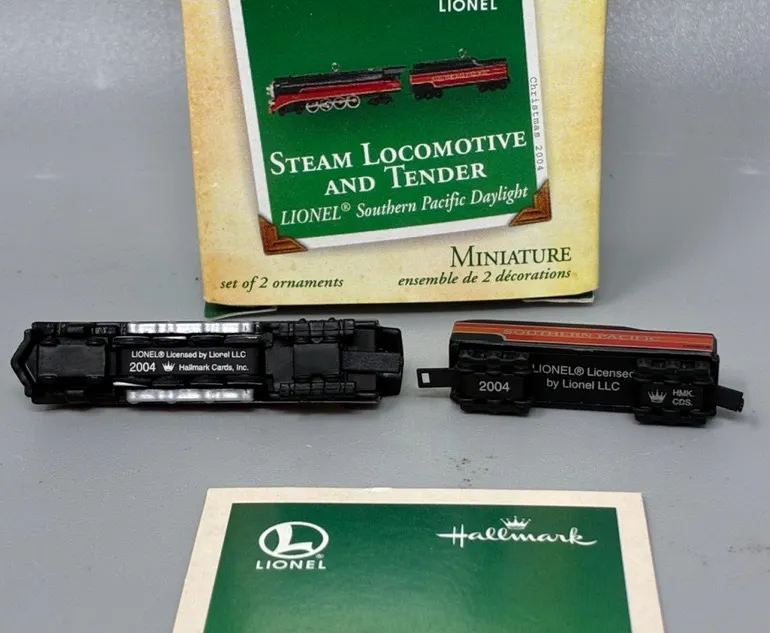 LIONEL
Christmas 2004
STEAM LOCOMOTIVE
AND TENDER
LIONEL® Southern Pacific Daylight
MINIATURE
set of 2 ornaments
ensemble de 2 décorations
LIONEL® Licensed by Lionel LLC
2004 Hallmark Cards, Inc.
SOUTHERN PACIFIC
2004
LIONEL® Licensed
by Lionel LLC
HMK.
CDS.
LIONEL
Hallmark